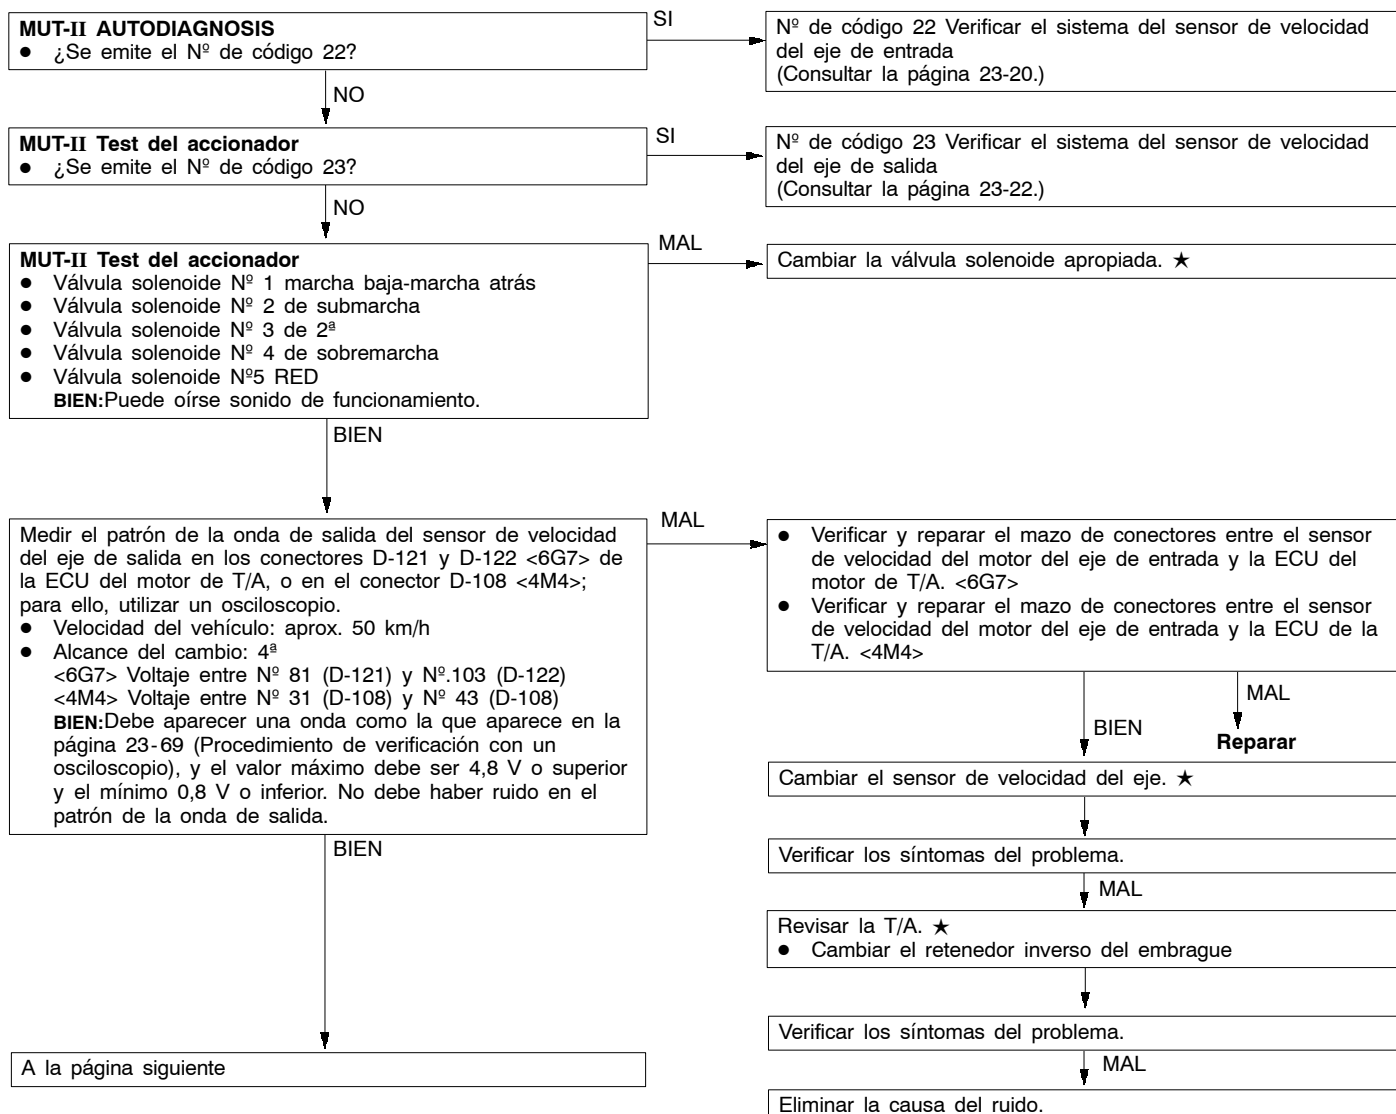 MUT-II AUTODIAGNOSIS
● ¿Se emite el Nº de código 22?
SI
Nº de código 22 Verificar el sistema del sensor de velocidad
del eje de entrada
(Consultar la página 23-20.)
NO
MUT-II Test del accionador
● ¿Se emite el Nº de código 23?
SI
Nº de código 23 Verificar el sistema del sensor de velocidad
del eje de salida
(Consultar la página 23-22.)
NO
MUT-II Test del accionador
● Válvula solenoide Nº 1 marcha baja-marcha atrás
● Válvula solenoide Nº 2 de submarcha
● Válvula solenoide Nº 3 de 2ª
● Válvula solenoide Nº 4 de sobremarcha
● Válvula solenoide Nº5 RED
BIEN:Puede oírse sonido de funcionamiento.
MAL
Cambiar la válvula solenoide apropiada. ★
BIEN
Medir el patrón de la onda de salida del sensor de velocidad
del eje de salida en los conectores D-121 y D-122 <6G7> de
la ECU del motor de T/A, o en el conector D-108 <4M4>;
para ello, utilizar un osciloscopio.
● Velocidad del vehículo: aprox. 50 km/h
● Alcance del cambio: 4ª
<6G7> Voltaje entre Nº 81 (D-121) y Nº.103 (D-122)
<4M4> Voltaje entre Nº 31 (D-108) y Nº 43 (D-108)
BIEN:Debe aparecer una onda como la que aparece en la
página 23-69 (Procedimiento de verificación con un
osciloscopio), y el valor máximo debe ser 4,8 V o superior
y el mínimo 0,8 V o inferior. No debe haber ruido en el
patrón de la onda de salida.
MAL
● Verificar y reparar el mazo de conectores entre el sensor
de velocidad del motor del eje de entrada y la ECU del
motor de T/A. <6G7>
● Verificar y reparar el mazo de conectores entre el sensor
de velocidad del motor del eje de entrada y la ECU de la
T/A. <4M4>
MAL
Reparar
BIEN
Cambiar el sensor de velocidad del eje. ★
Verificar los síntomas del problema.
MAL
Revisar la T/A. ★
● Cambiar el retenedor inverso del embrague
Verificar los síntomas del problema.
MAL
Eliminar la causa del ruido.
BIEN
A la página siguiente